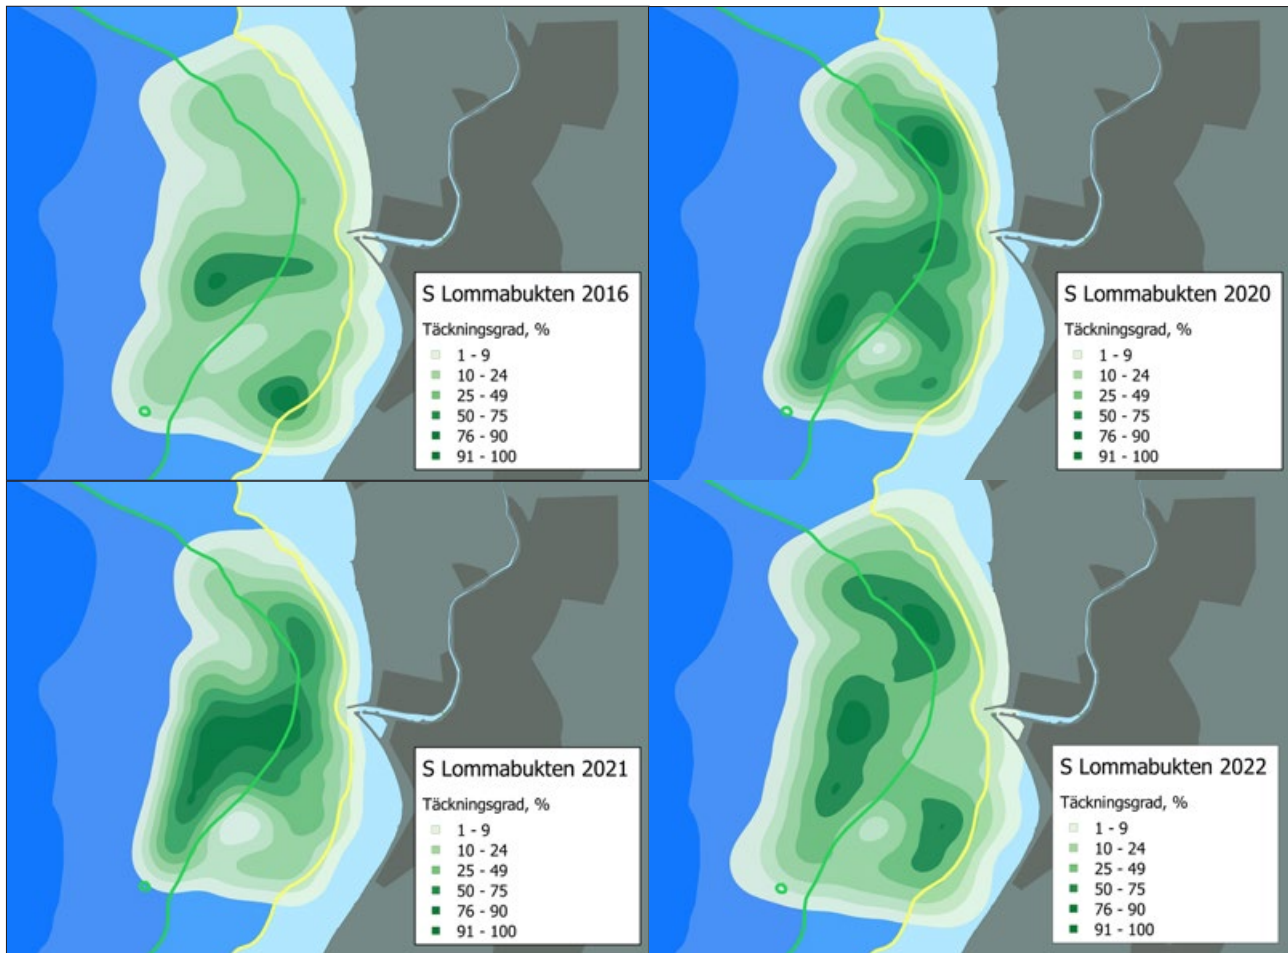 S Lommabukten 2016
Täckningsgrad, %
1 - 9
10 - 24
25 - 49
50 - 75
76 - 90
91 - 100
S Lommabukten 2020
Täckningsgrad, %
1 - 9
10 - 24
25 - 49
50 - 75
76 - 90
91 - 100
S Lommabukten 2021
Täckningsgrad, %
1 - 9
10 - 24
25 - 49
50 - 75
76 - 90
91 - 100
S Lommabukten 2022
Täckningsgrad, %
1 - 9
10 - 24
25 - 49
50 - 75
76 - 90
91 - 100